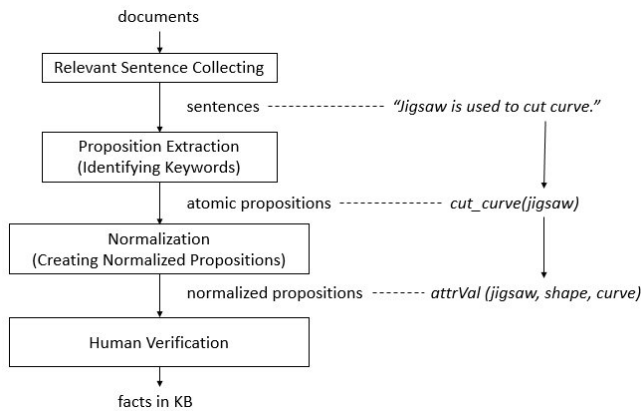 documents
Relevant Sentence Collecting
sentences "Jigsaw is used to cut curve."
Proposition Extraction
(Identifying Keywords)
atomic propositions cut_curve(jigsaw)
Normalization
(Creating Normalized Propositions)
normalized propositions attrVal (jigsaw, shape, curve)
Human Verification
facts in KB